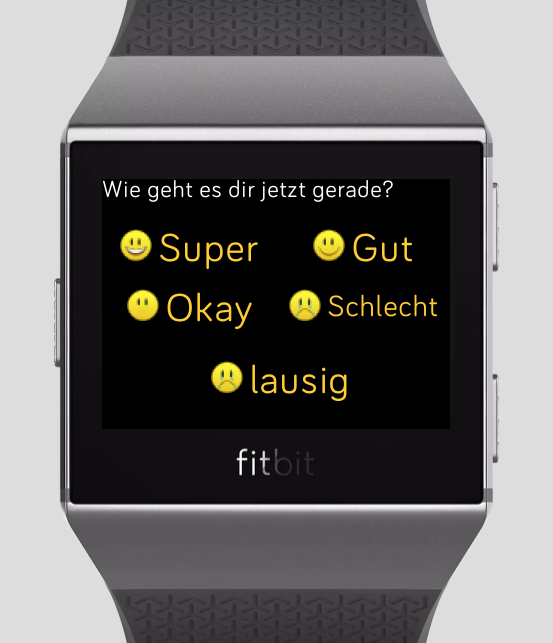 Wie geht es dir jetzt gerade?
Super Gut
Okay Schlecht
lausig
fitbit